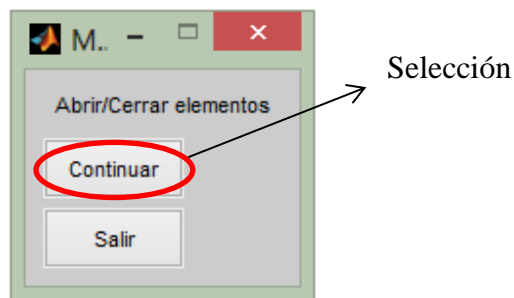 M..
Selección
Abrir/Cerrar elementos
Continuar
Salir